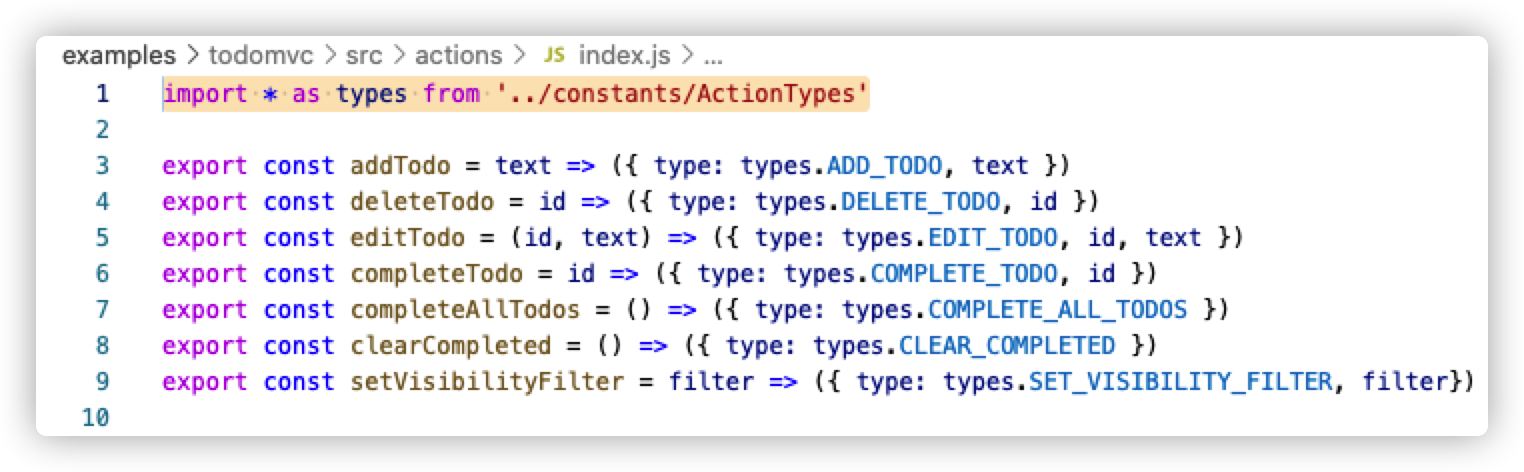 examples > todomvc > src > actions > JS index.js > ...
1 import * as types from '../constants/ActionTypes'
2
3 export const addTodo = text => ({ type: types.ADD_TODO, text })
4 export const deleteTodo = id => ({ type: types.DELETE_TODO, id })
5 export const editTodo = (id, text) => ({ type: types.EDIT_TODO, id, text })
6 export const completeTodo = id => ({ type: types.COMPLETE_TODO, id })
7 export const completeAllTodos = () => ({ type: types.COMPLETE_ALL_TODOS })
8 export const clearCompleted = () => ({ type: types.CLEAR_COMPLETED })
9 export const setVisibilityFilter = filter => ({ type: types.SET_VISIBILITY_FILTER, filter})
10